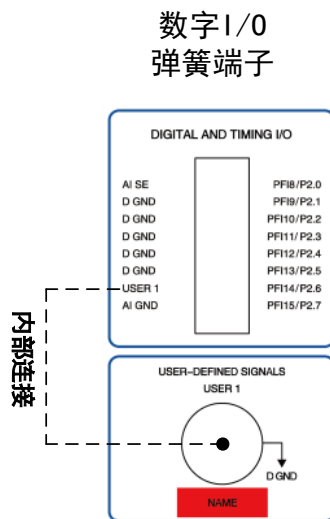 数字I/O
弹簧端子
DIGITAL AND TIMING I/O
AI SE PFI8/P2.0
D GND PFI9/P2.1
D GND PFI10/P2.2
D GND PFI11/P2.3
D GND PFI12/P2.4
D GND PFI13/P2.5
USER 1 PFI14/P2.6
AI GND PFI15/P2.7
内部连接
USER-DEFINED SIGNALS
USER 1
D GND
NAME